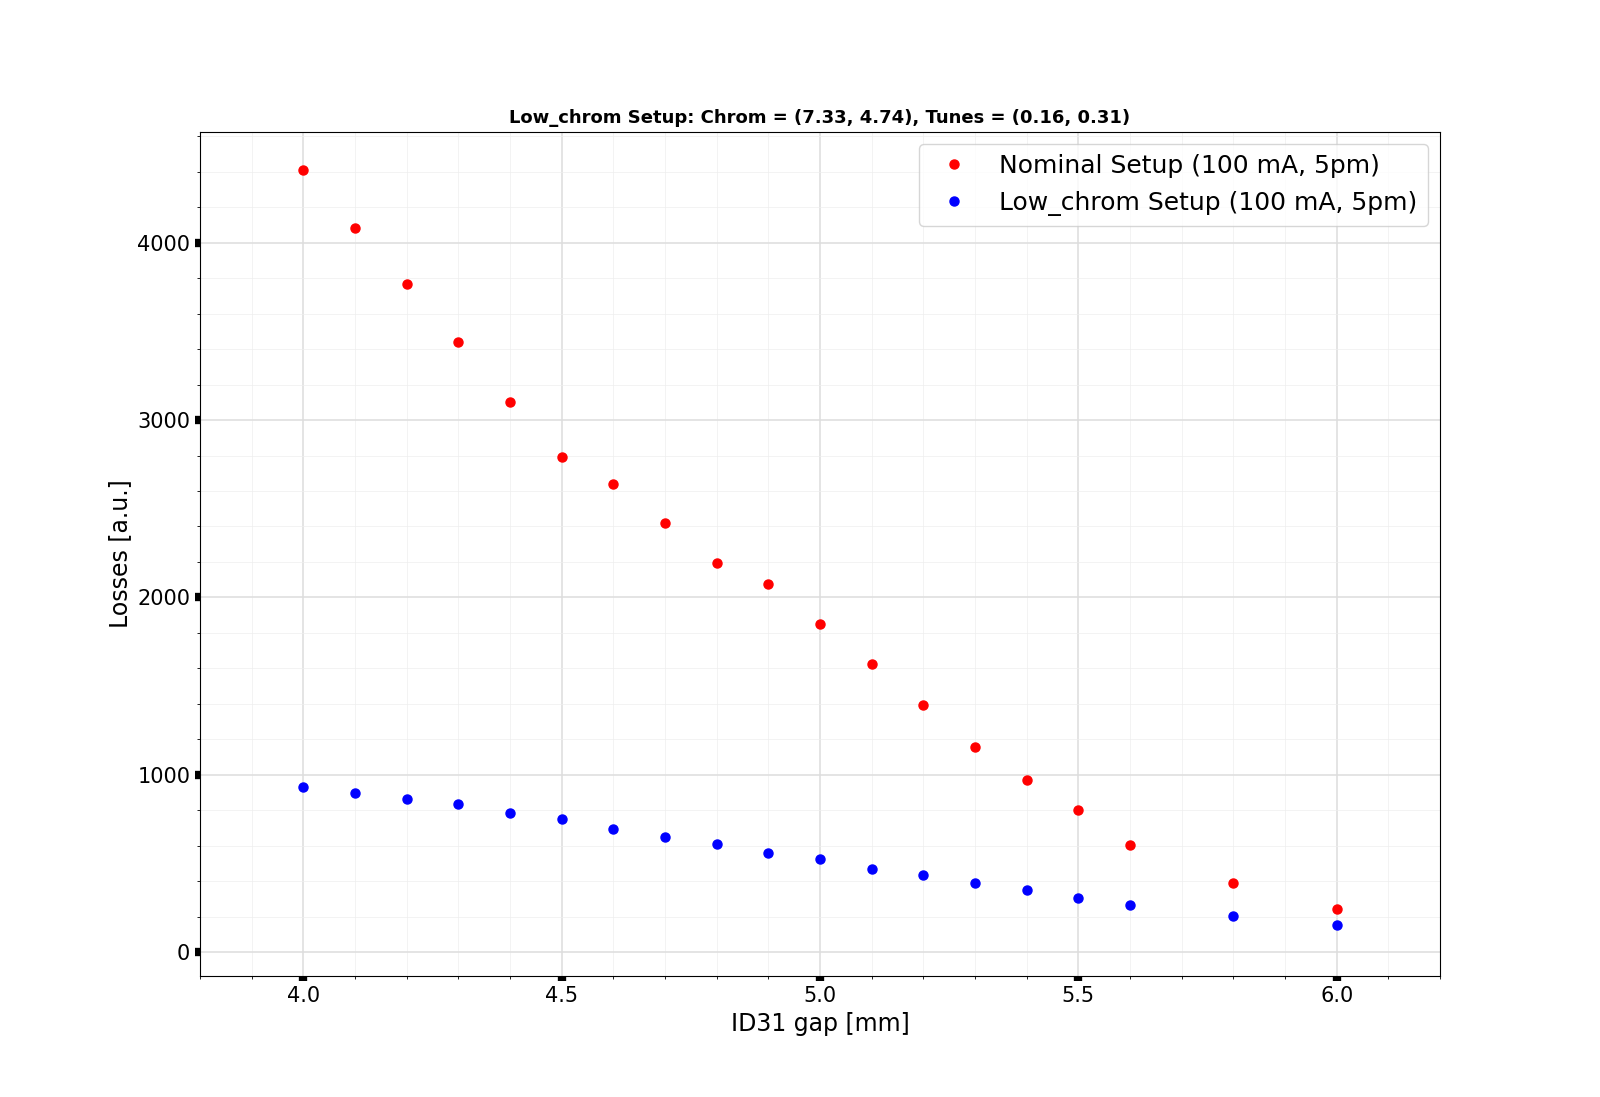 Low_chrom Setup: Chrom = (7.33, 4.74), Tunes = (0.16, 0.31)
Nominal Setup (100 mA, 5pm)
Low_chrom Setup (100 mA, 5pm)
Losses [a.u.]
4000
3000
2000
1000
0
4.0 4.5 5.0 5.5 6.0
ID31 gap [mm]